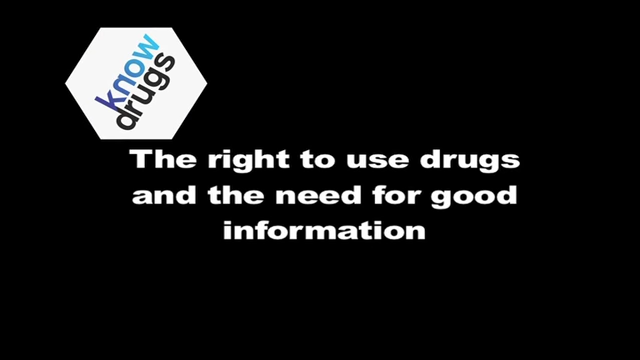 know
drugs
The right to use drugs
and the need for good
information